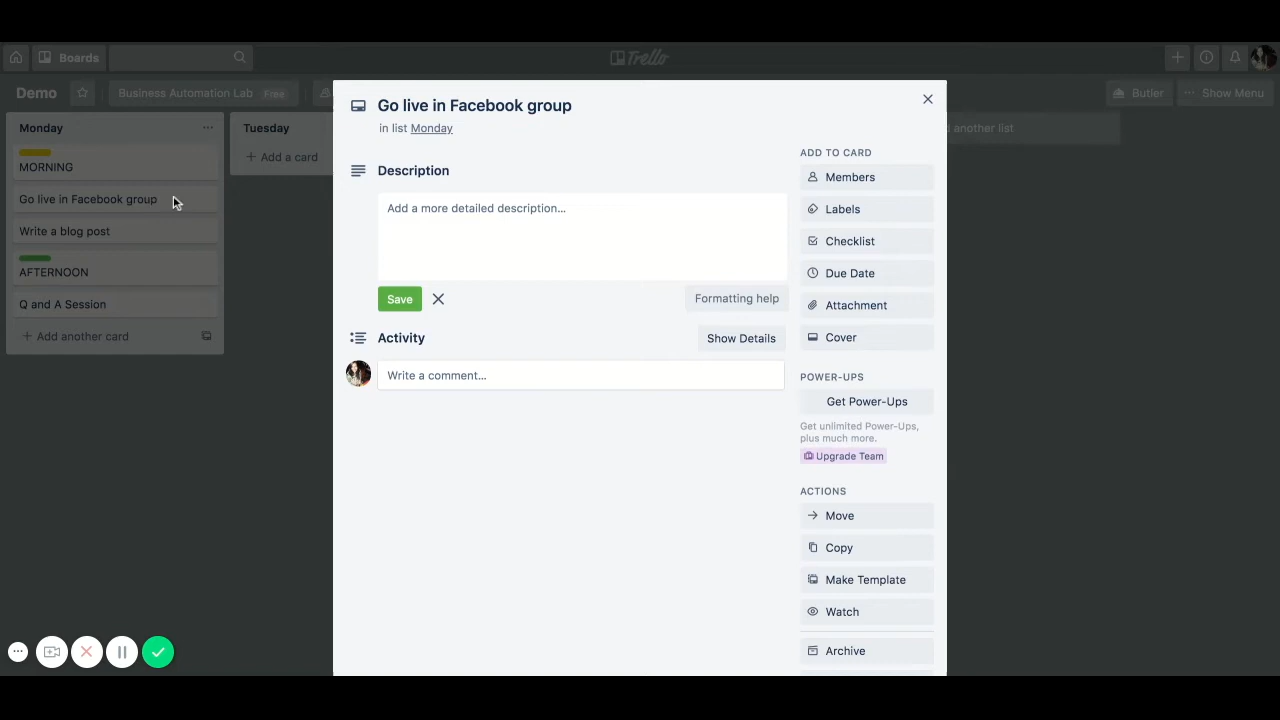 Boards
Trello
Demo
Business Automation Lab Free
Butler
Show Menu
Monday
MORNING
Go live in Facebook group
Write a blog post
AFTERNOON
Q and A Session
+ Add another card
Tuesday
+ Add a card
d another list
Go live in Facebook group
in list Monday
Description
Add a more detailed description...
Save
Formatting help
Activity
Show Details
Write a comment...
ADD TO CARD
Members
Labels
Checklist
Due Date
Attachment
Cover
POWER-UPS
Get Power-Ups
Get unlimited Power-Ups,
plus much more.
Upgrade Team
ACTIONS
Move
Copy
Make Template
Watch
Archive